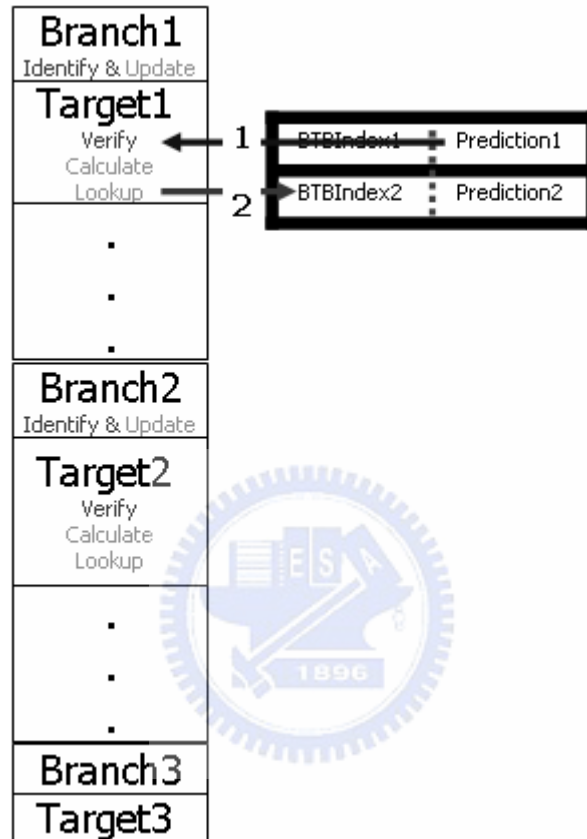 Branch1
Identify & Update
Target1
Verify
Calculate
Lookup
1
2
BTBIndex1 Prediction1
BTBIndex2 Prediction2
.
.
.
Branch2
Identify & Update
Target2
Verify
Calculate
Lookup
.
.
.
Branch3
Target3
E S A
1896